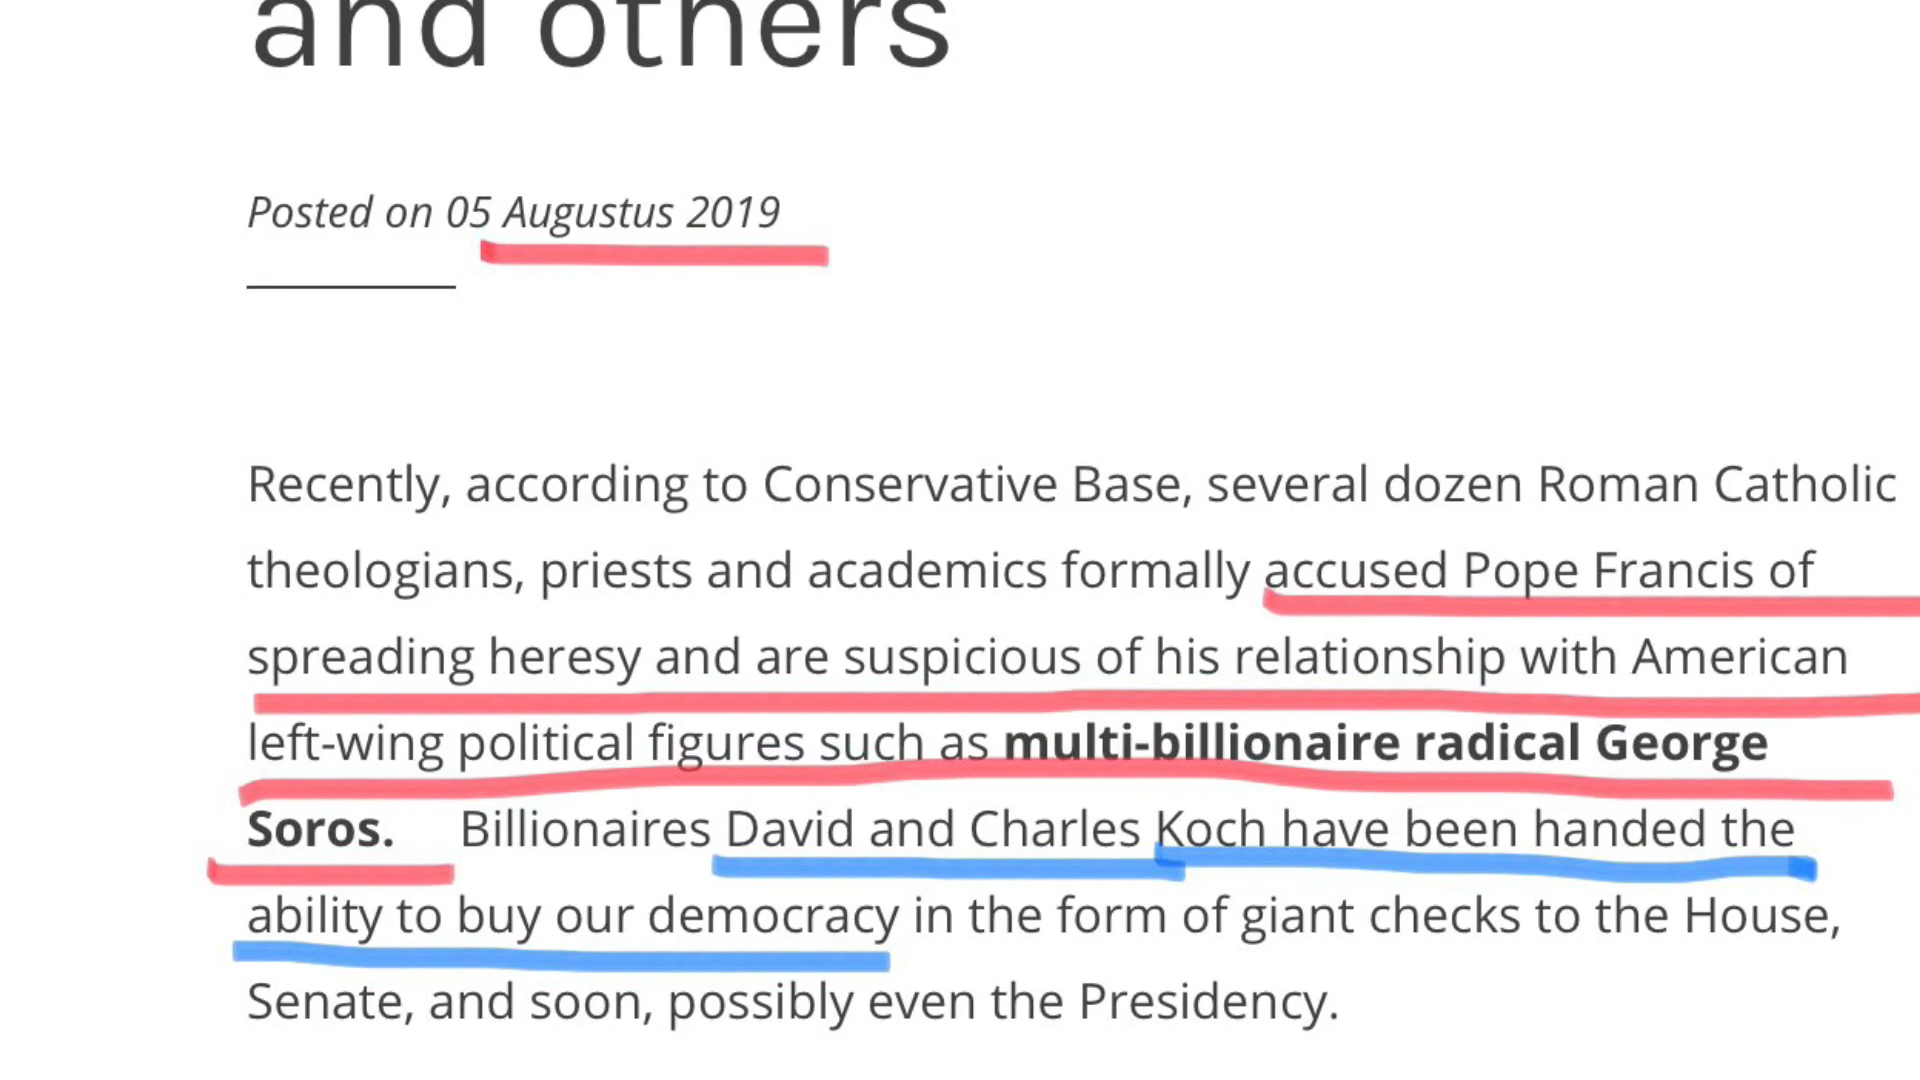 and others
Posted on 05 Augustus 2019
Recently, according to Conservative Base, several dozen Roman Catholic
theologians, priests and academics formally accused Pope Francis of
spreading heresy and are suspicious of his relationship with American
left-wing political figures such as multi-billionaire radical George
Soros. Billionaires David and Charles Koch have been handed the
ability to buy our democracy in the form of giant checks to the House,
Senate, and soon, possibly even the Presidency.